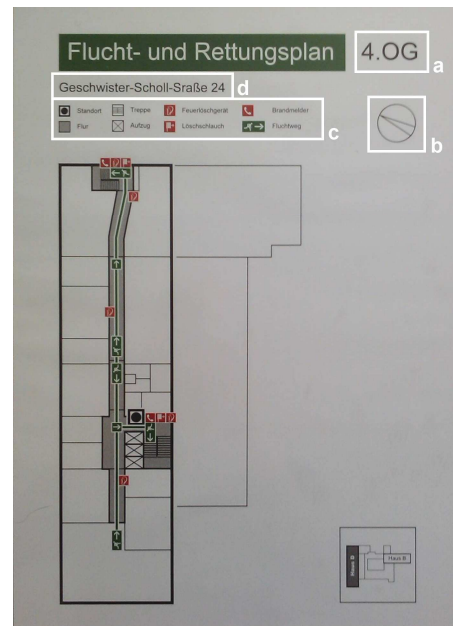 Flucht- und Rettungsplan
4.OG
a
Geschwister-Scholl-Sraße 24
d
Standort
Treppe
Feuerlöschgerät
Brandmelder
Flur
Aufzug
Löschschlauch
Fluchtweg
c
b
Haus B